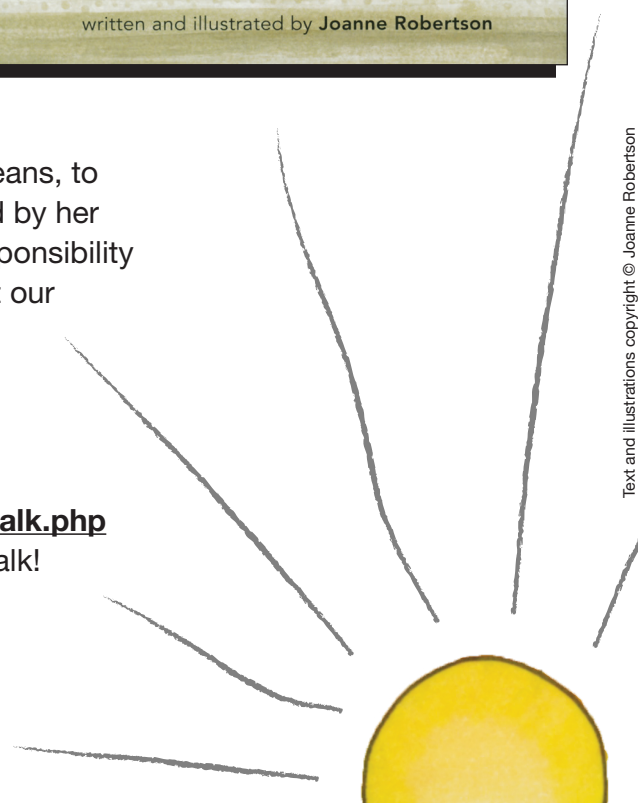 written and illustrated by Joanne Robertson
eans, to
d by her
ponsibility
t our
alk.php
alk!
Text and illustrations copyright © Joanne Robertson